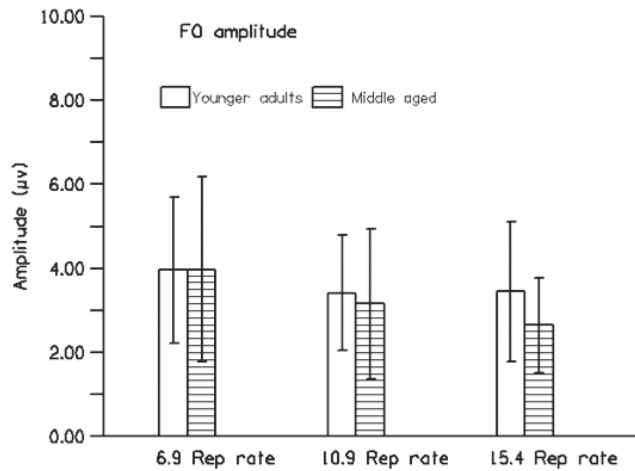 F0 amplitude
Younger adults Middle aged
Amplitude (μv)
10.00
8.00
6.00
4.00
2.00
0.00
6.9 Rep rate 10.9 Rep rate 15.4 Rep rate